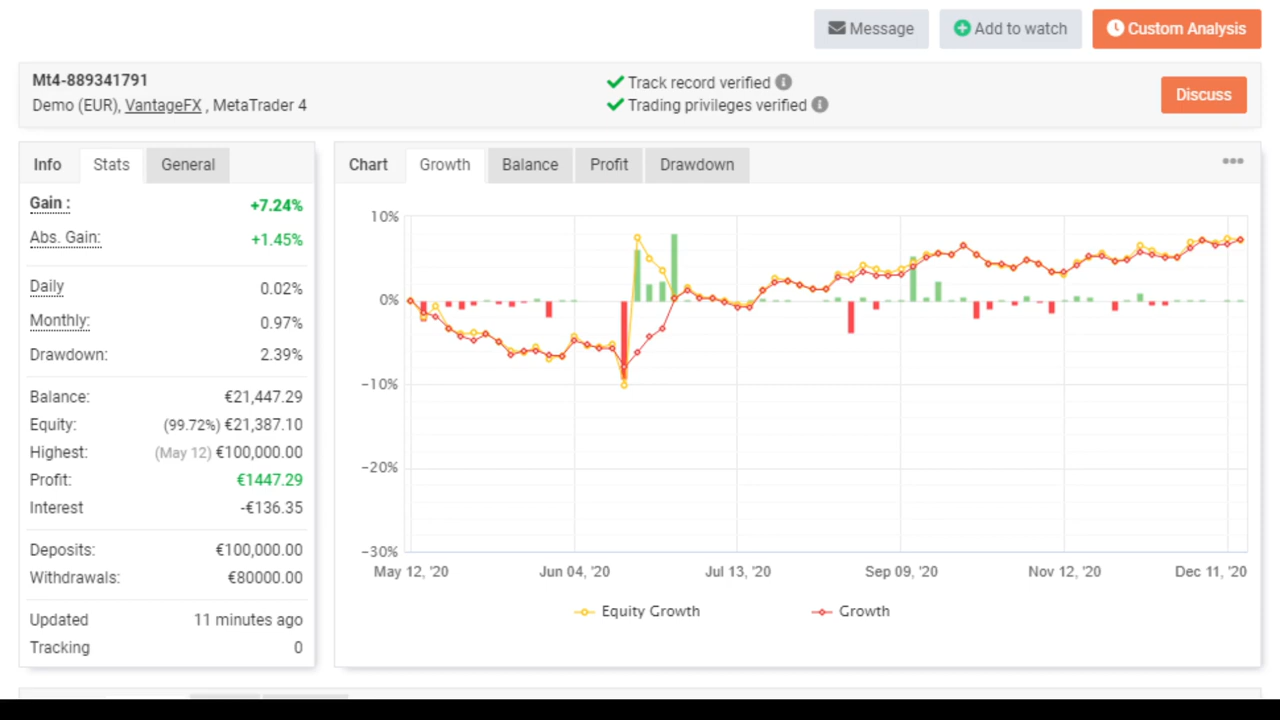 Message Add to watch Custom Analysis
Mt4-889341791
Demo (EUR), VantageFX , MetaTrader 4
Track record verified
Trading privileges verified
Discuss
Info Stats General
Gain : +7.24%
Abs. Gain: +1.45%
Daily 0.02%
Monthly: 0.97%
Drawdown: 2.39%
Balance: €21,447.29
Equity: (99.72%) €21,387.10
Highest: (May 12) €100,000.00
Profit: €1447.29
Interest -€136.35
Deposits: €100,000.00
Withdrawals: €80000.00
Updated 11 minutes ago
Tracking 0
Chart Growth Balance Profit Drawdown
10%
0%
−10%
−20%
−30%
May 12, '20 Jun 04, '20 Jul 13, '20 Sep 09, '20 Nov 12, '20 Dec 11, '20
Equity Growth Growth